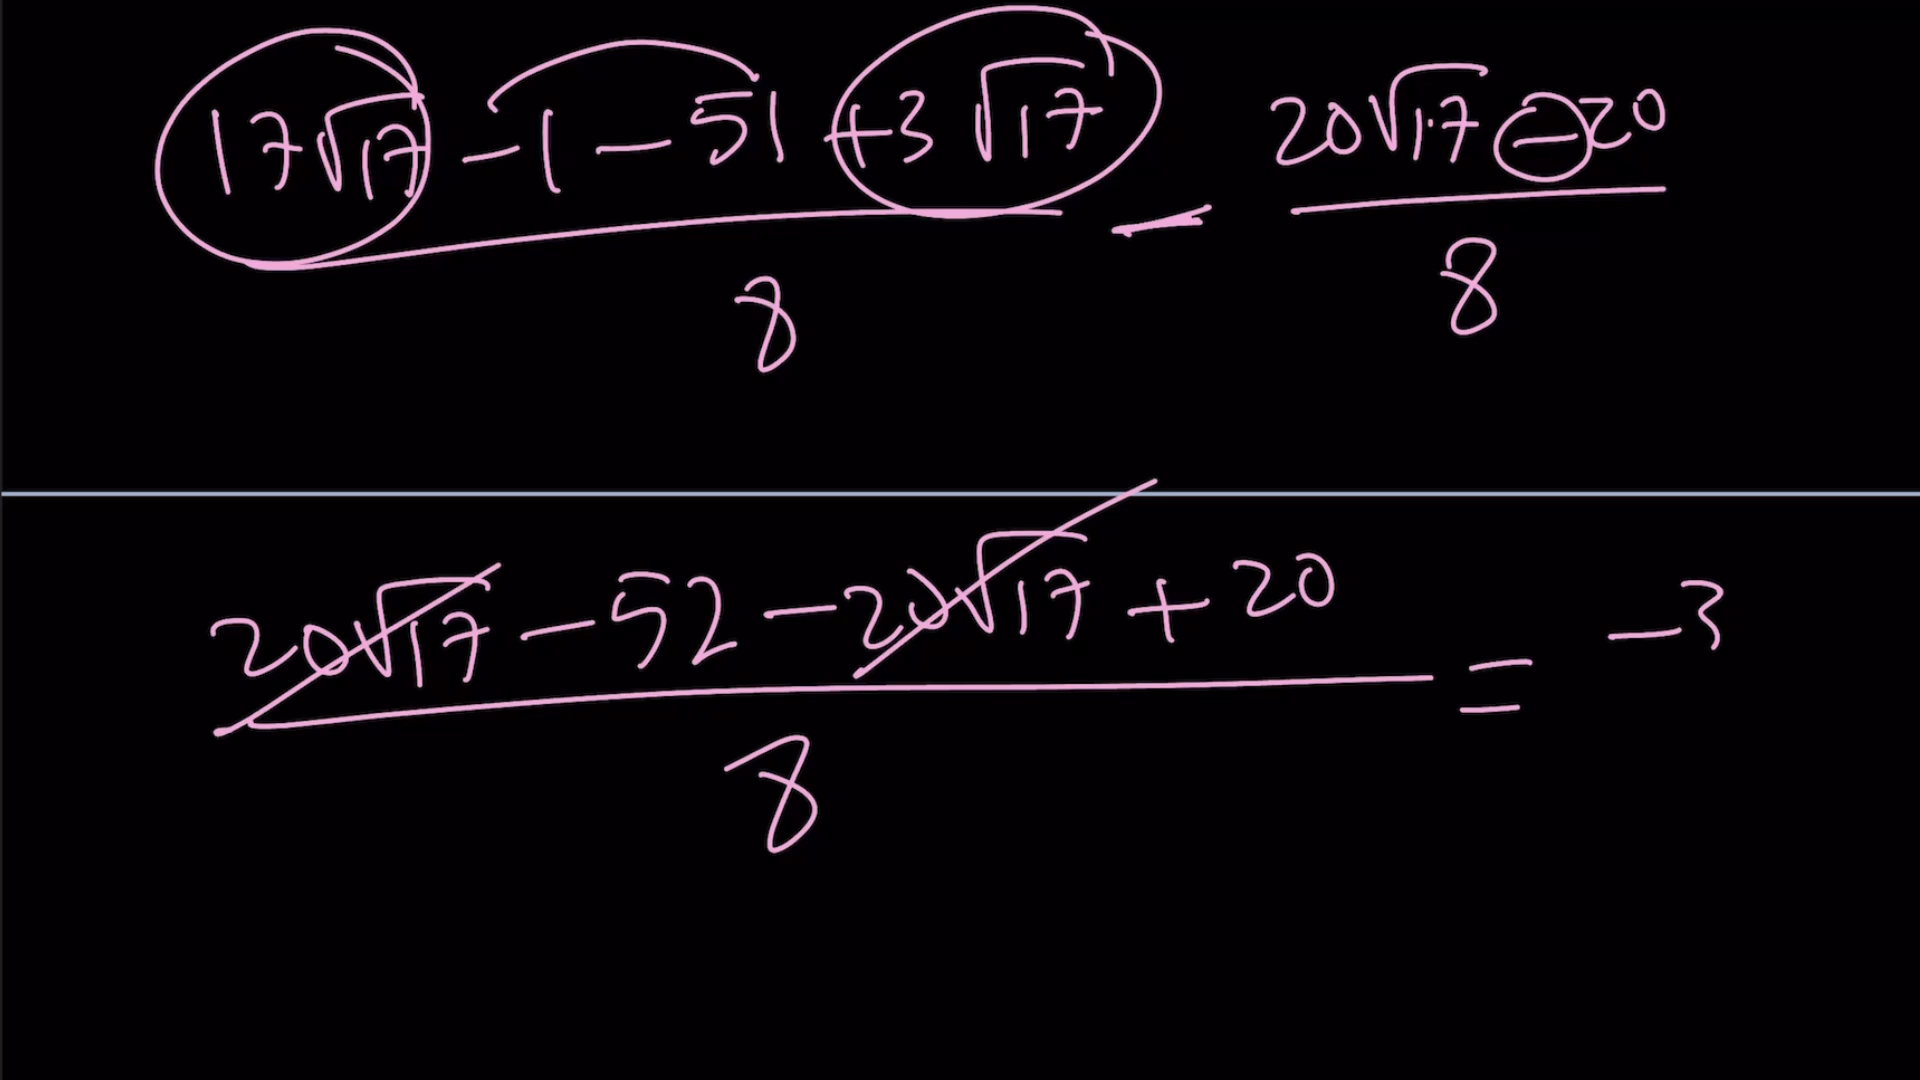 17√17 - 1 - 51 + 3√17 - 20√17 - 20
8 8
20√17 - 52 - 20√17 + 20 = -3
8